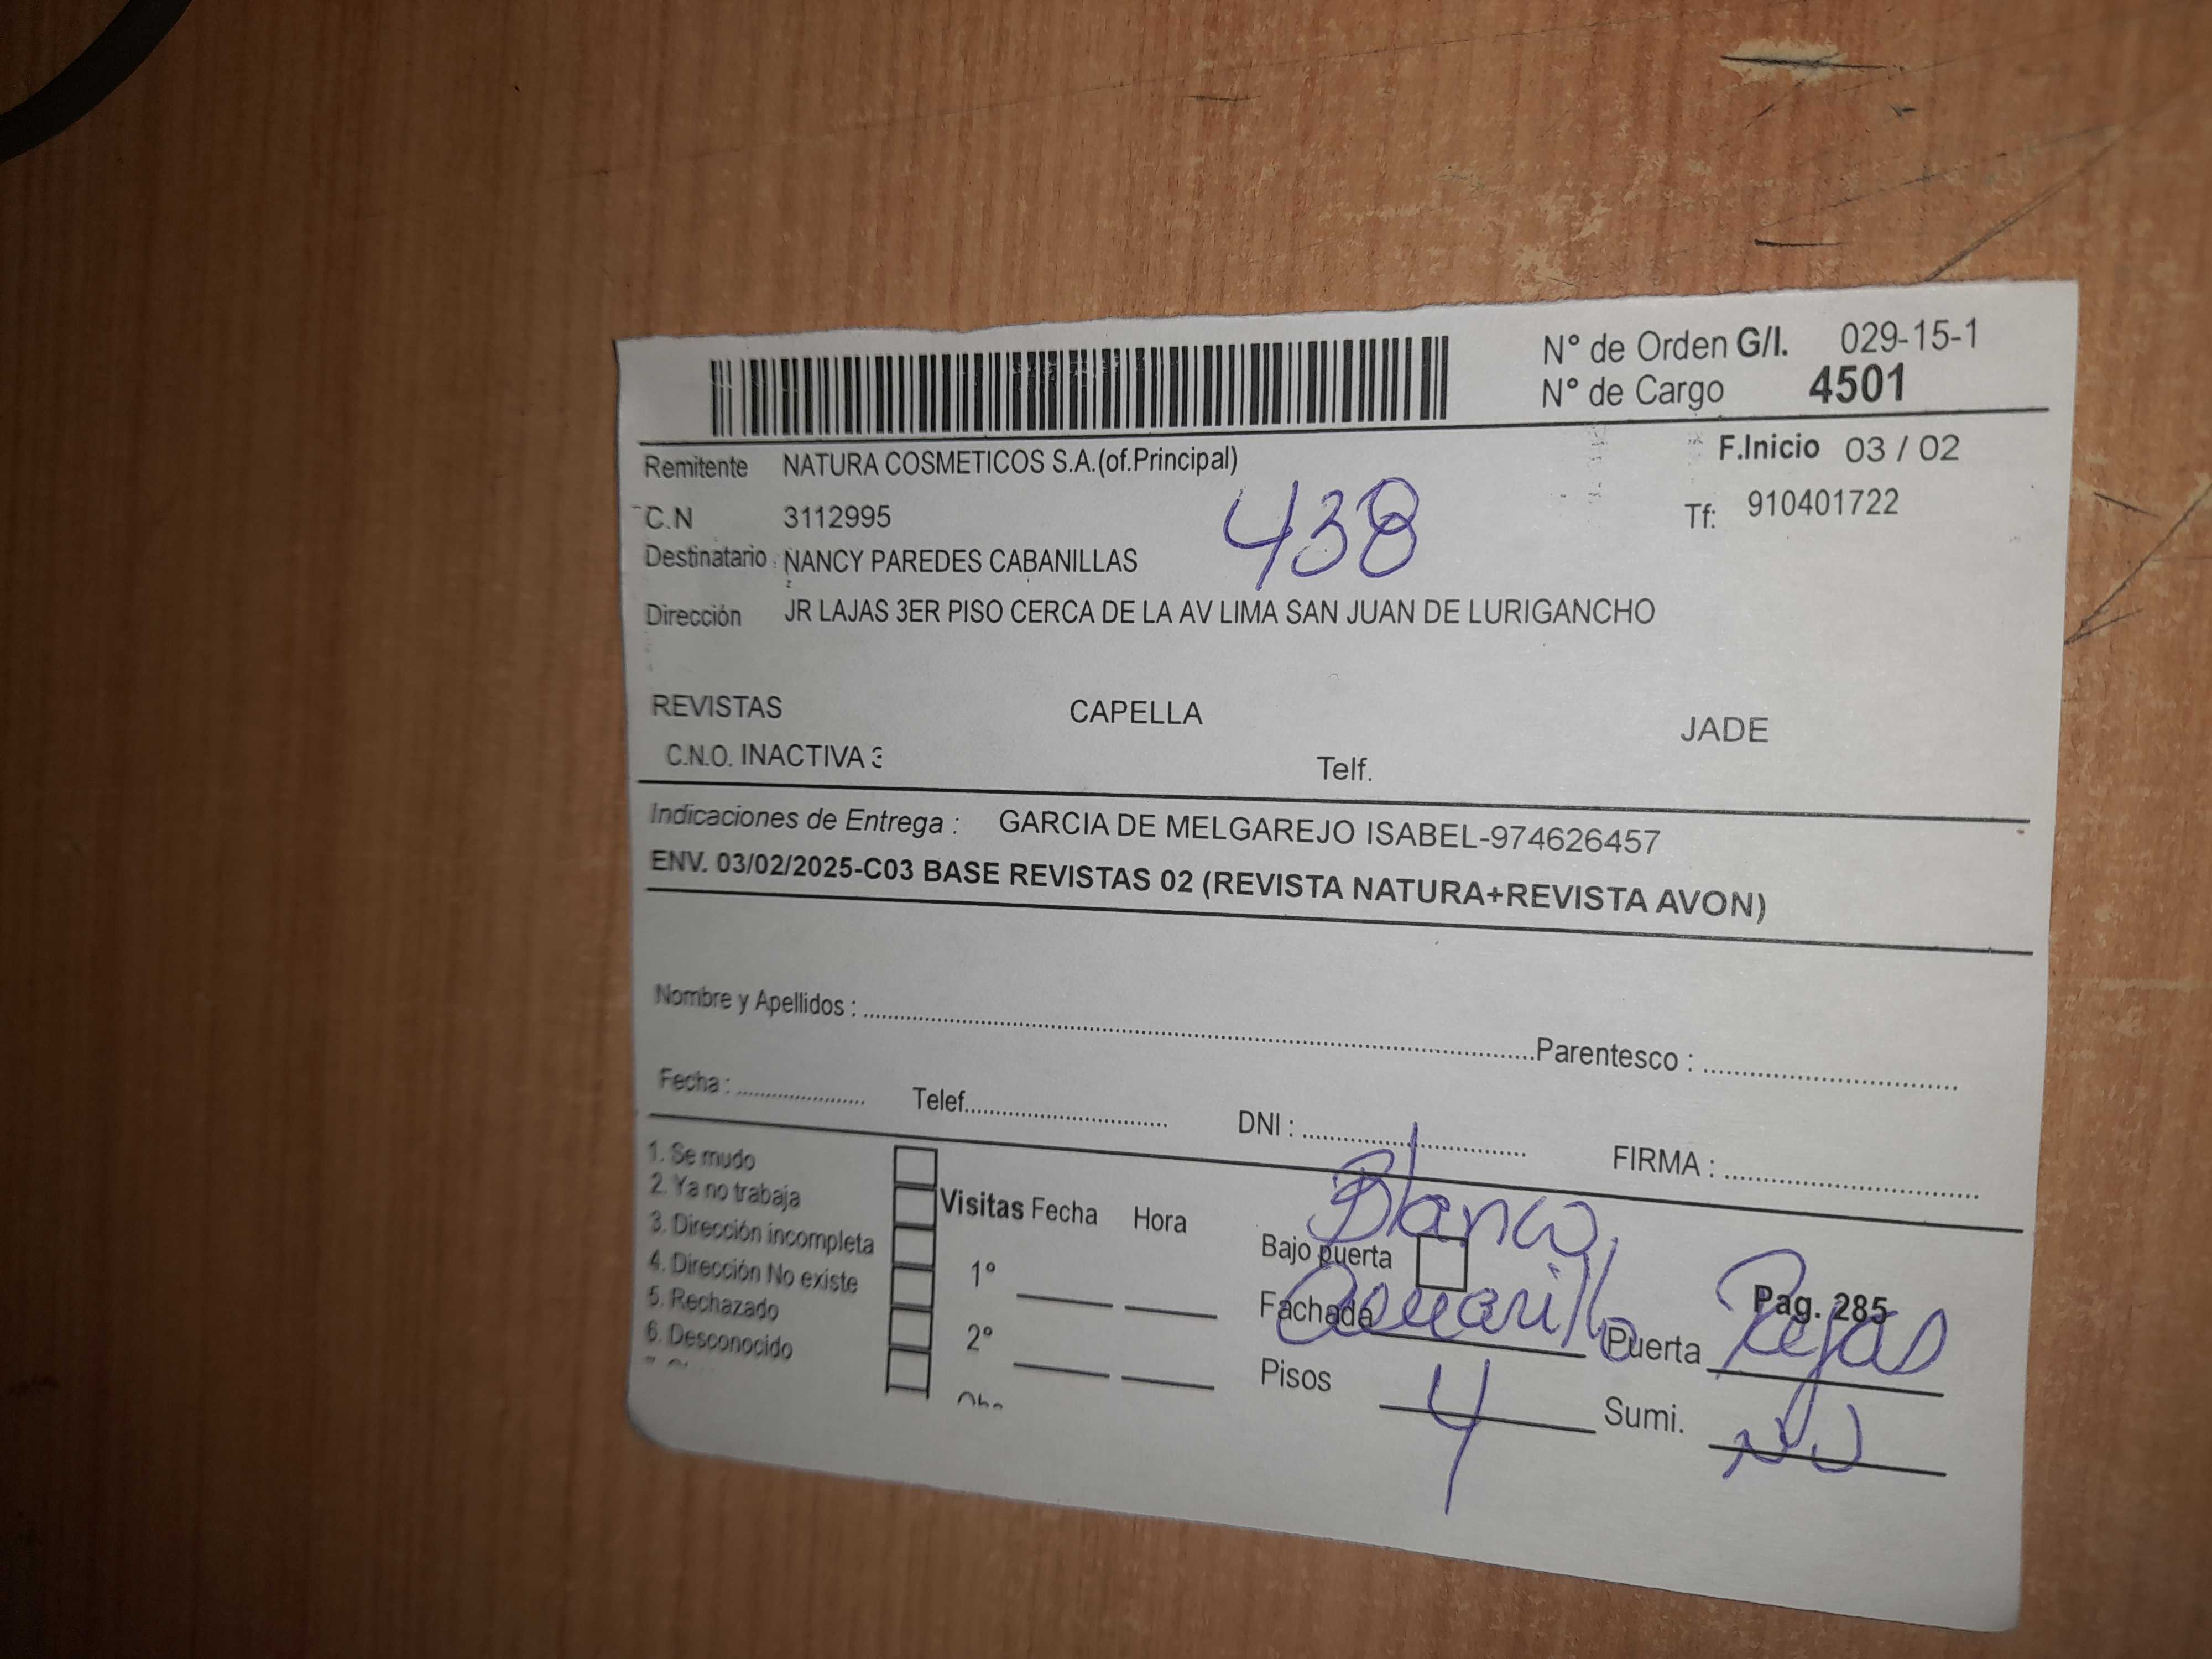 N° de Orden G/I. 029-15-1
N° de Cargo 4501
Remitente NATURA COSMETICOS S.A.(of.Principal) F.Inicio 03 / 02
C.N 3112995 438 Tf: 910401722
Destinatario : NANCY PAREDES CABANILLAS
Dirección JR LAJAS 3ER PISO CERCA DE LA AV LIMA SAN JUAN DE LURIGANCHO
REVISTAS CAPELLA JADE
C.N.O. INACTIVA 3 Telf.
Indicaciones de Entrega : GARCIA DE MELGAREJO ISABEL-974626457
ENV. 03/02/2025-C03 BASE REVISTAS 02 (REVISTA NATURA+REVISTA AVON)
Nombre y Apellidos : Parentesco :
Fecha : Telef. DNI : FIRMA :
1. Se mudo
2. Ya no trabaja
3. Dirección incompleta
4. Dirección No existe
5. Rechazado
6. Desconocido
Visitas Fecha Hora
1°
2°
Blanco
Bajo puerta
Pag. 285
Fachada amarillo Puerta Rejas
Pisos 4 Sumi.